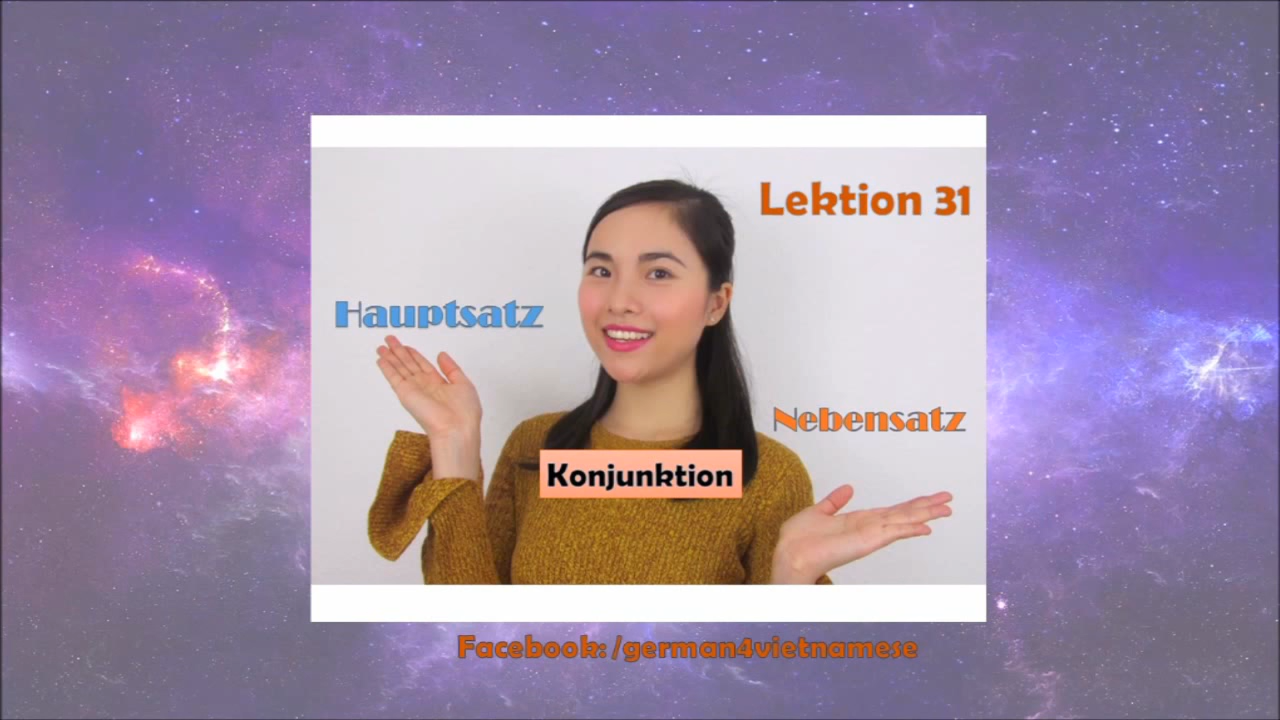 Lektion 31
Hauptsatz
Nebensatz
Konjunktion
Facebook: /german4vietnamese